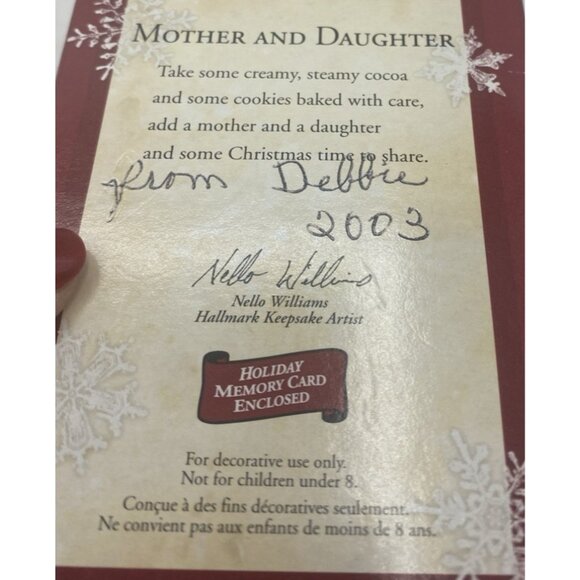 MOTHER AND DAUGHTER
Take some creamy, steamy cocoa
and some cookies baked with care,
add a mother and a daughter
and some Christmas time to share.
from Debbie
2003
Nello Williams
Nello Williams
Hallmark Keepsake Artist
HOLIDAY
MEMORY CARD
ENCLOSED
For decorative use only.
Not for children under 8.
Conçue à des fins décoratives seulement.
Ne convient pas aux enfants de moins de 8 ans.